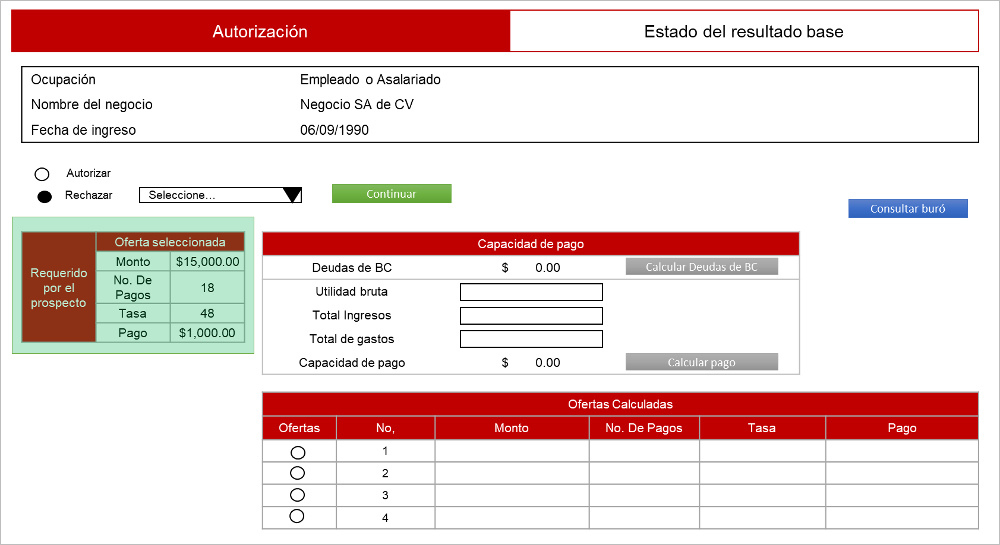 Autorización
Estado del resultado base
Ocupación
Empleado o Asalariado
Nombre del negocio
Negocio SA de CV
Fecha de ingreso
06/09/1990
Autorizar
Rechazar
Seleccione...
Continuar
Consultar buró
Requerido
por el
prospecto
Oferta seleccionada
Monto
$15,000.00
No. De
Pagos
18
Tasa
48
Pago
$1,000.00
Capacidad de pago
Deudas de BC
$ 0.00
Calcular Deudas de BC
Utilidad bruta
Total Ingresos
Total de gastos
Capacidad de pago
$ 0.00
Calcular pago
Ofertas Calculadas
Ofertas
No,
Monto
No. De Pagos
Tasa
Pago
1
2
3
4